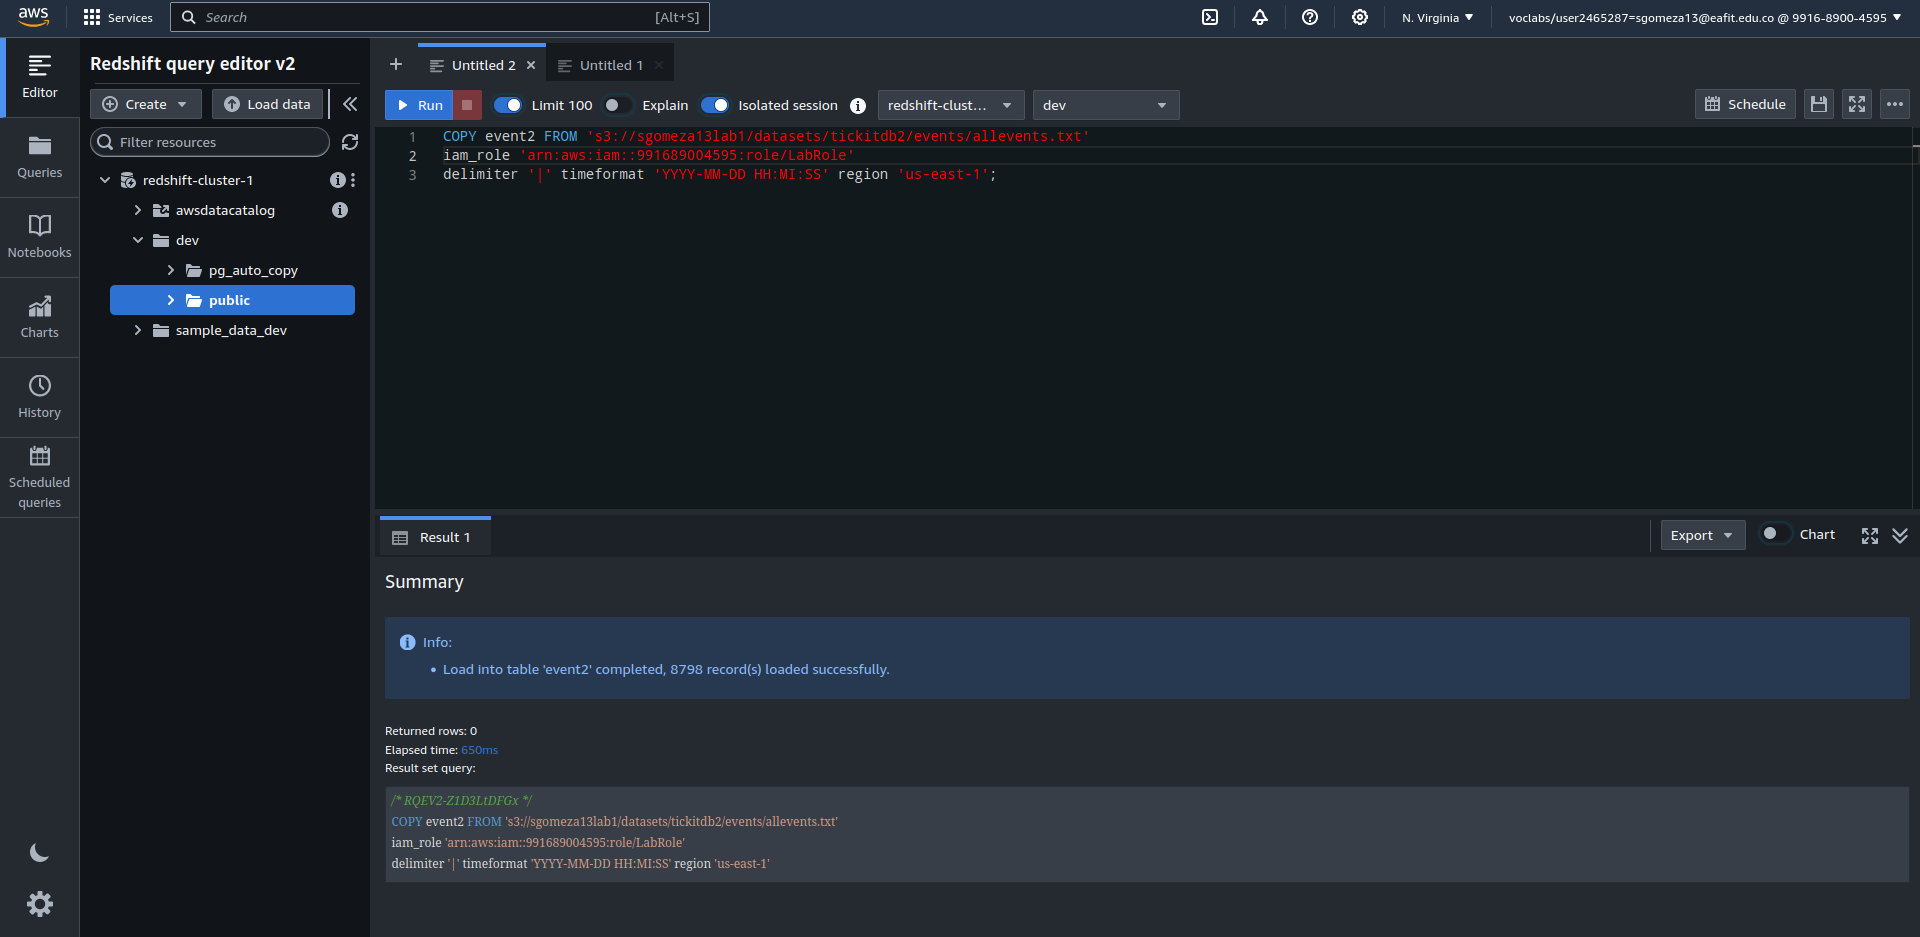 aws
Services
Search [Alt+S]
N. Virginia
voclabs/user2465287=sgomeza13@eafit.edu.co @ 9916-8900-4595
Editor
Queries
Notebooks
Charts
History
Scheduled
queries
Redshift query editor v2
Create
Load data
Filter resources
redshift-cluster-1
awsdatacatalog
dev
pg_auto_copy
public
sample_data_dev
Untitled 2
Untitled 1
Run
Limit 100
Explain
Isolated session
redshift-clust...
dev
Schedule
1 COPY event2 FROM 's3://sgomeza13lab1/datasets/tickitdb2/events/allevents.txt'
2 iam_role 'arn:aws:iam::991689004595:role/LabRole'
3 delimiter '|' timeformat 'YYYY-MM-DD HH:MI:SS' region 'us-east-1';
Result 1
Export
Chart
Summary
Info:
• Load into table 'event2' completed, 8798 record(s) loaded successfully.
Returned rows: 0
Elapsed time: 650ms
Result set query:
/* RQEV2-Z1D3LtDFGx */
COPY event2 FROM 's3://sgomeza13lab1/datasets/tickitdb2/events/allevents.txt'
iam_role 'arn:aws:iam::991689004595:role/LabRole'
delimiter '|' timeformat 'YYYY-MM-DD HH:MI:SS' region 'us-east-1'